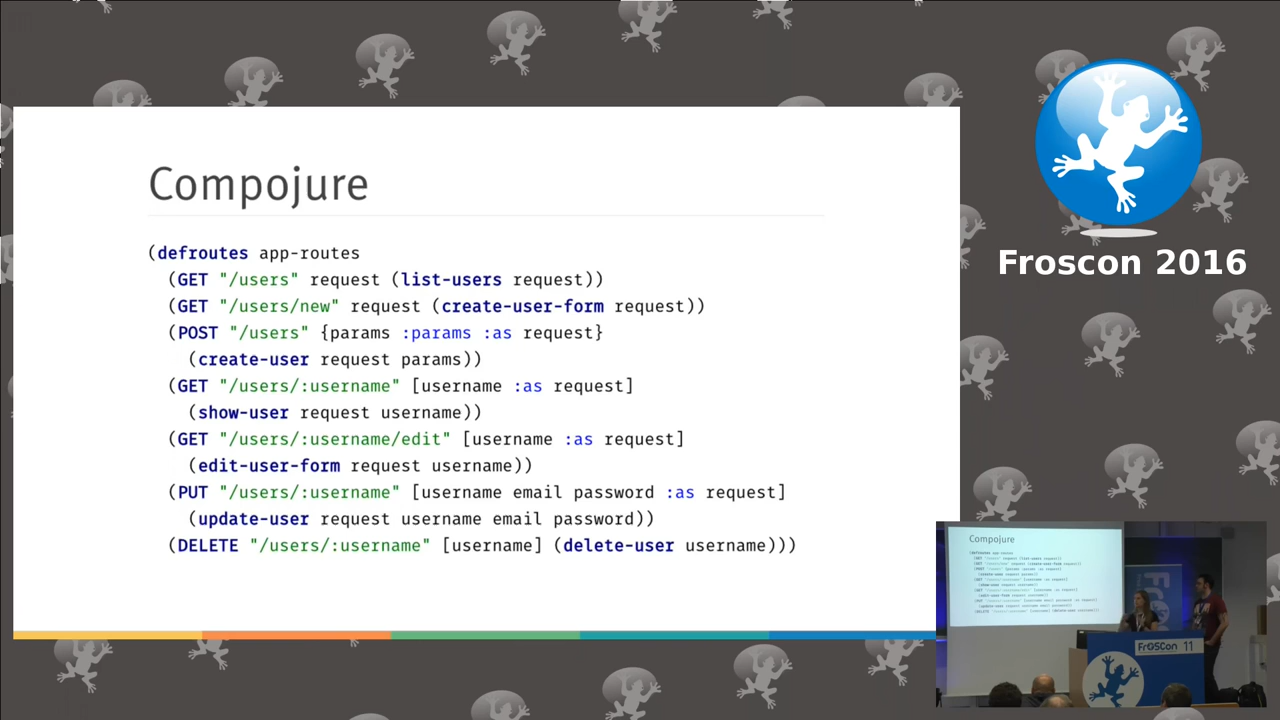 Compojure
(defroutes app-routes
(GET "/users" request (list-users request))
(GET "/users/new" request (create-user-form request))
(POST "/users" {params :params :as request}
(create-user request params))
(GET "/users/:username" [username :as request]
(show-user request username))
(GET "/users/:username/edit" [username :as request]
(edit-user-form request username))
(PUT "/users/:username" [username email password :as request]
(update-user request username email password))
(DELETE "/users/:username" [username] (delete-user username)))
Froscon 2016
Compojure
FrOSCon 11